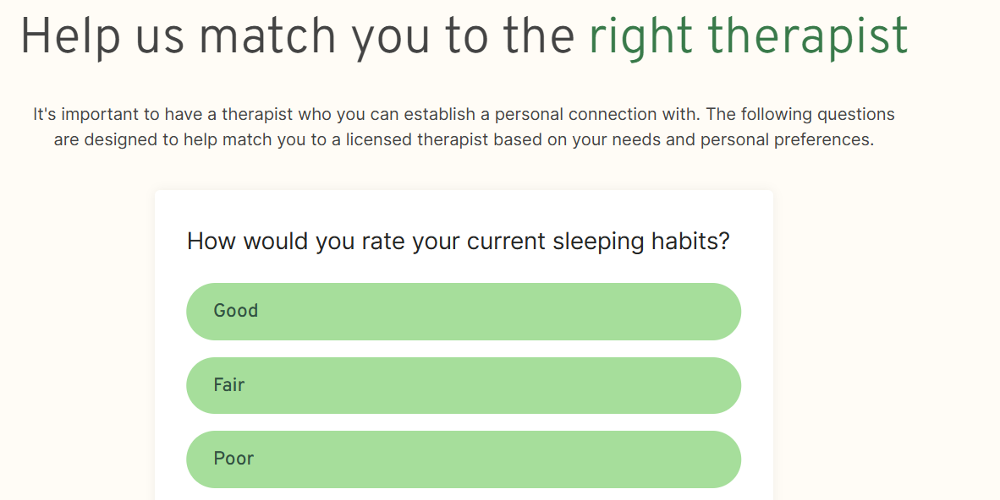 Help us match you to the right therapist
It's important to have a therapist who you can establish a personal connection with. The following questions
are designed to help match you to a licensed therapist based on your needs and personal preferences.
How would you rate your current sleeping habits?
Good
Fair
Poor